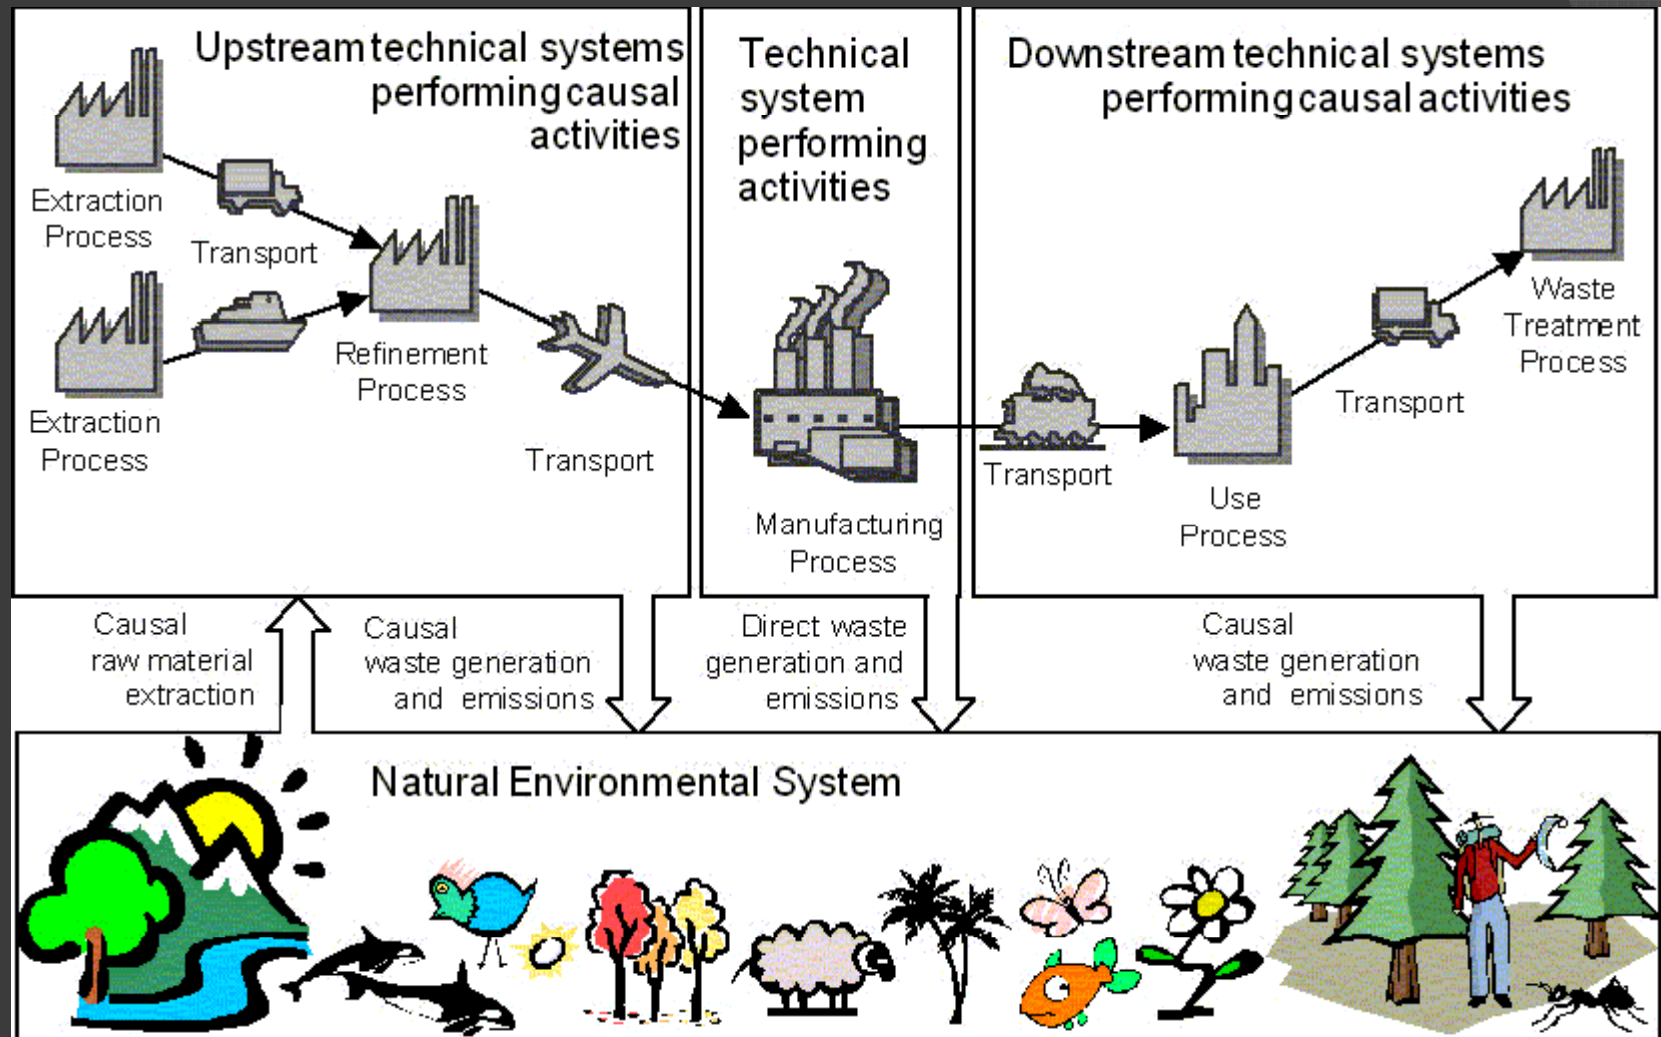 Upstream technical systems
performing causal
activities
Extraction
Process
Transport
Extraction
Process
Refinement
Process
Transport
Technical
system
performing
activities
Manufacturing
Process
Downstream technical systems
performing causal activities
Transport
Use
Process
Transport
Waste
Treatment
Process
Causal
raw material
extraction
Causal
waste generation
and emissions
Direct waste
generation and
emissions
Causal
waste generation
and emissions
Natural Environmental System